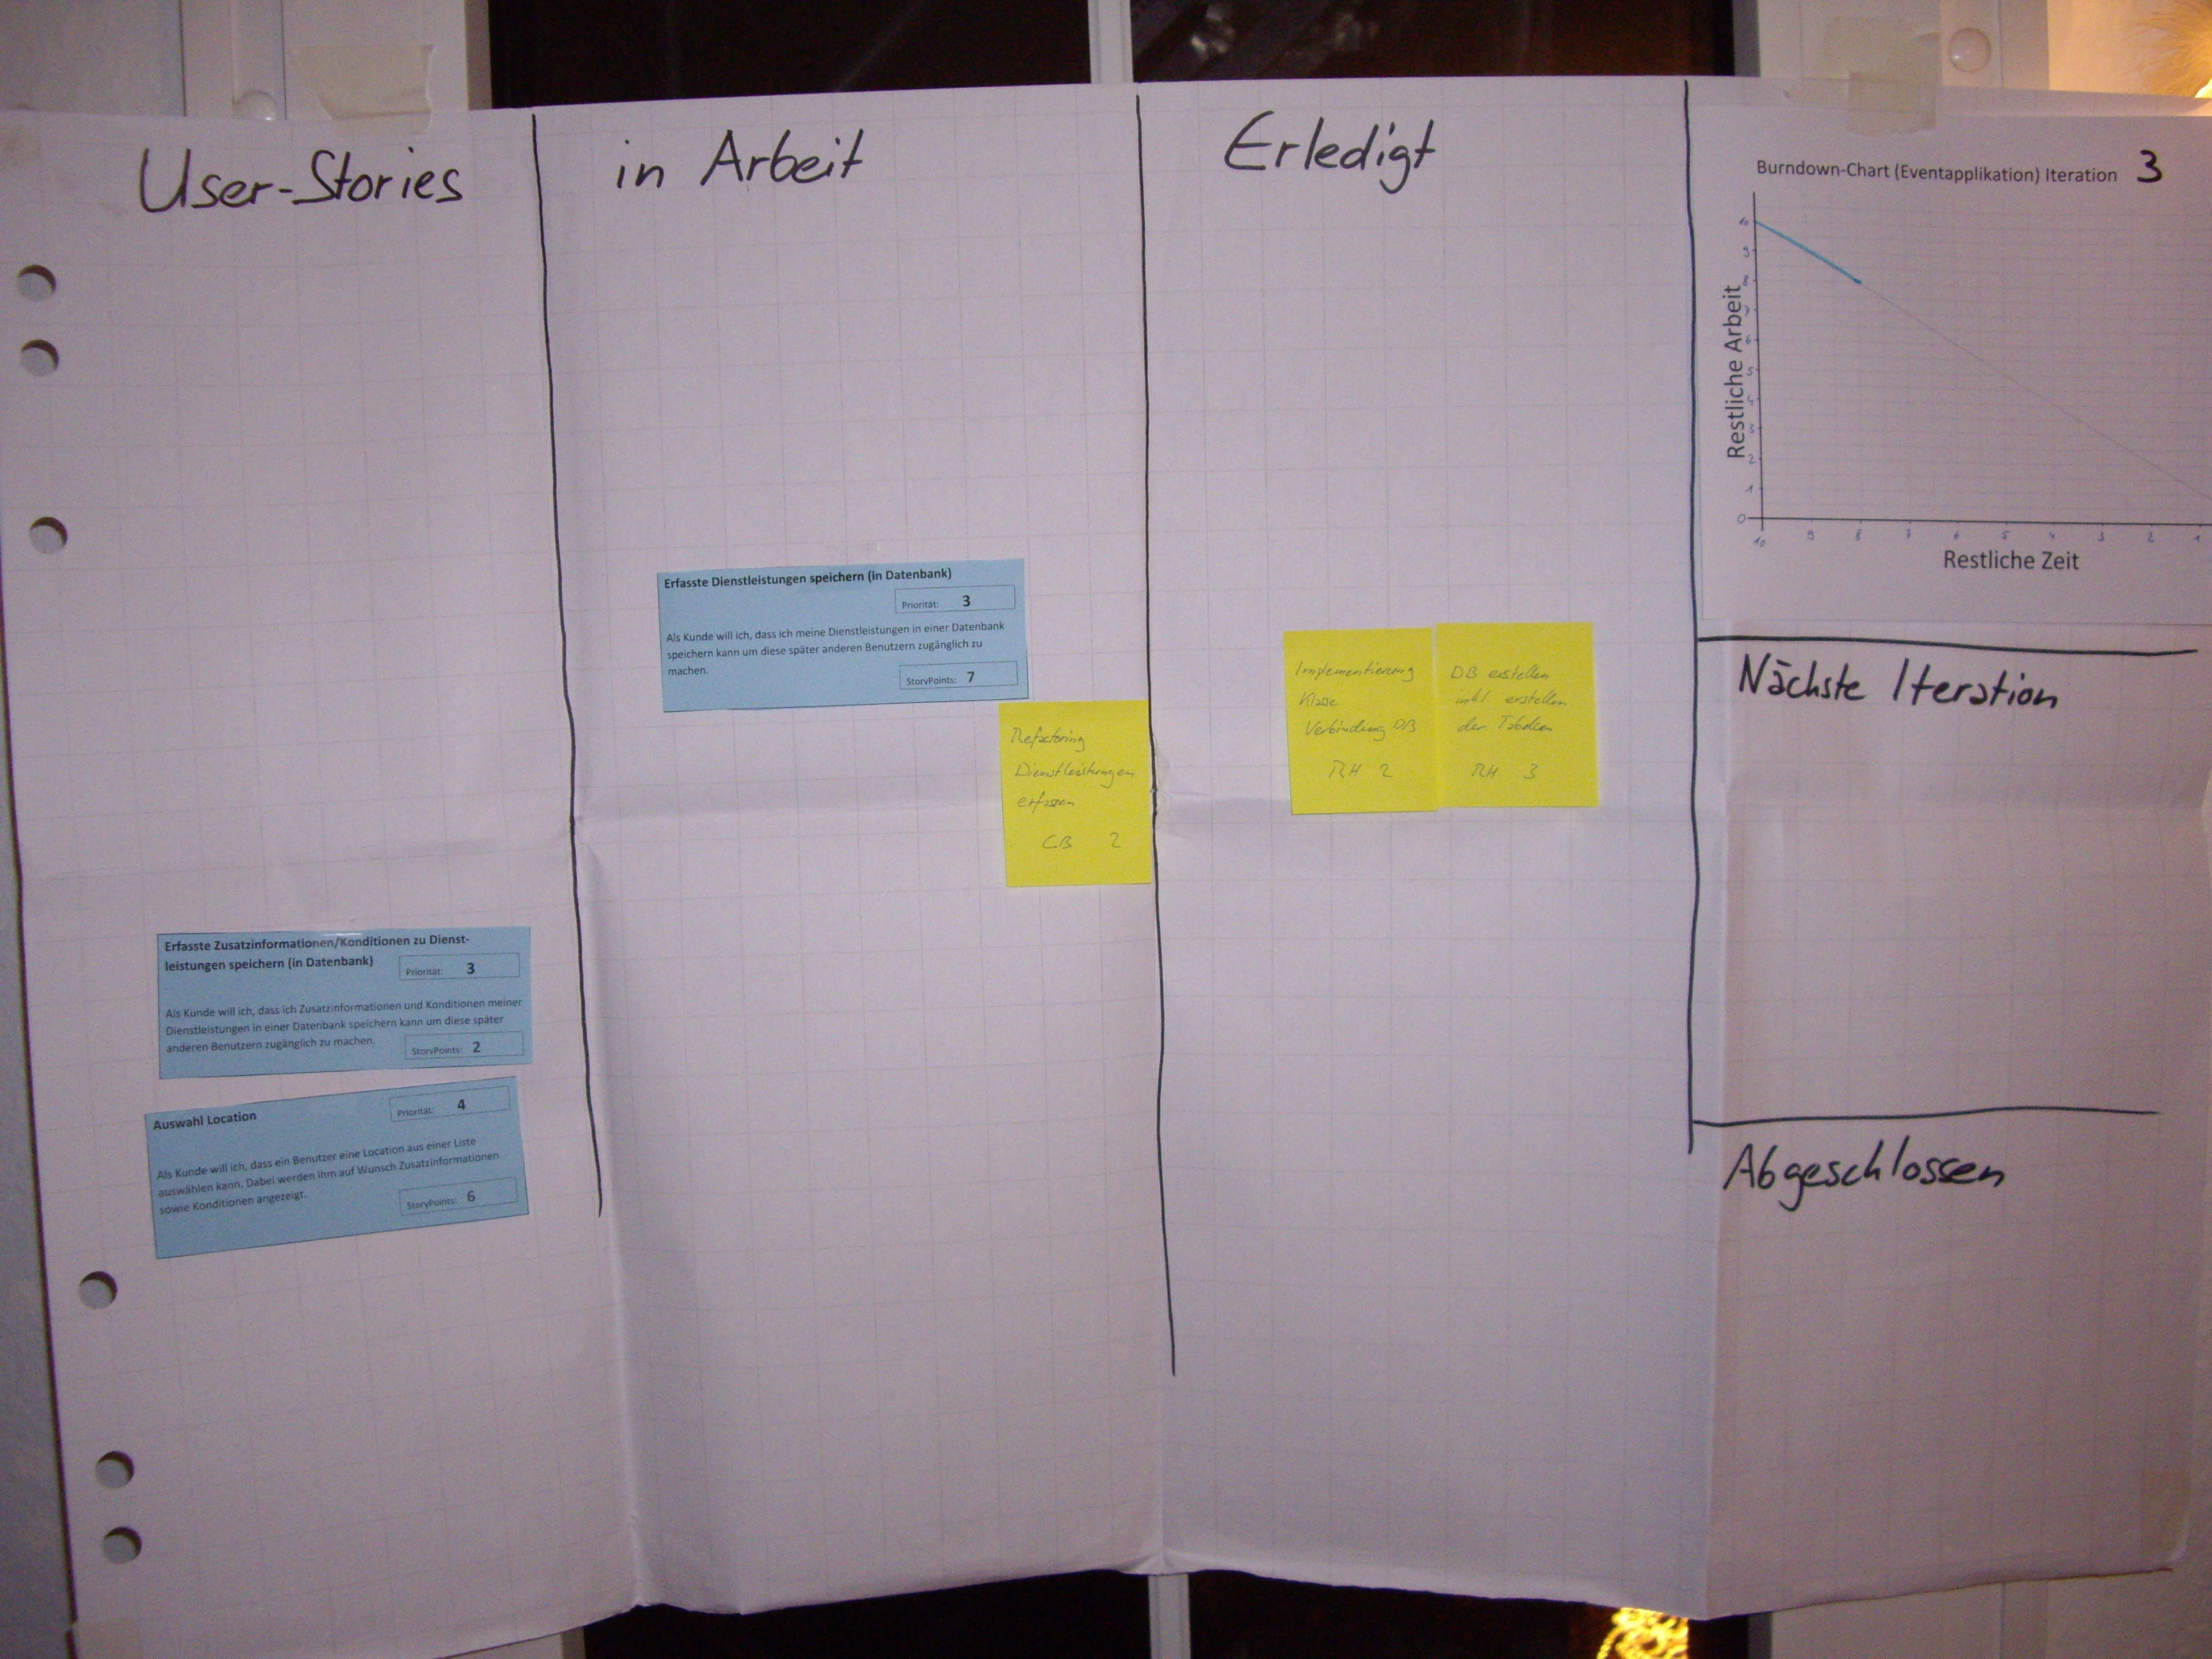 User-Stories
in Arbeit
Erledigt
Erfasste Zusatzinformationen/Konditionen zu Dienst-
leistungen speichern (in Datenbank)
Priorität: 3
Als Kunde will ich, dass ich Zusatzinformationen und Konditionen meiner
Dienstleistungen in einer Datenbank speichern kann um diese später
anderen Benutzern zugänglich zu machen.
StoryPoints: 2
Auswahl Location
Priorität: 4
Als Kunde will ich, dass ein Benutzer eine Location aus einer Liste
auswählen kann. Dabei werden ihm auf Wunsch Zusatzinformationen
sowie Konditionen angezeigt.
StoryPoints: 6
Erfasste Dienstleistungen speichern (in Datenbank)
Priorität: 3
Als Kunde will ich, dass ich meine Dienstleistungen in einer Datenbank
speichern kann um diese später anderen Benutzern zugänglich zu
machen.
StoryPoints: 7
Refactoring
Dienstleistungen
erfassen
CB 2
Implementierung
Klasse
Verbindung DB
RH 2
DB erstellen
inkl. erstellen
der Tabellen
RH 3
Burndown-Chart (Eventapplikation) Iteration 3
Restliche Arbeit
10
9
8
7
6
5
4
3
2
1
0
10 9 8 7 6 5 4 3 2 1
Restliche Zeit
Nächste Iteration
Abgeschlossen